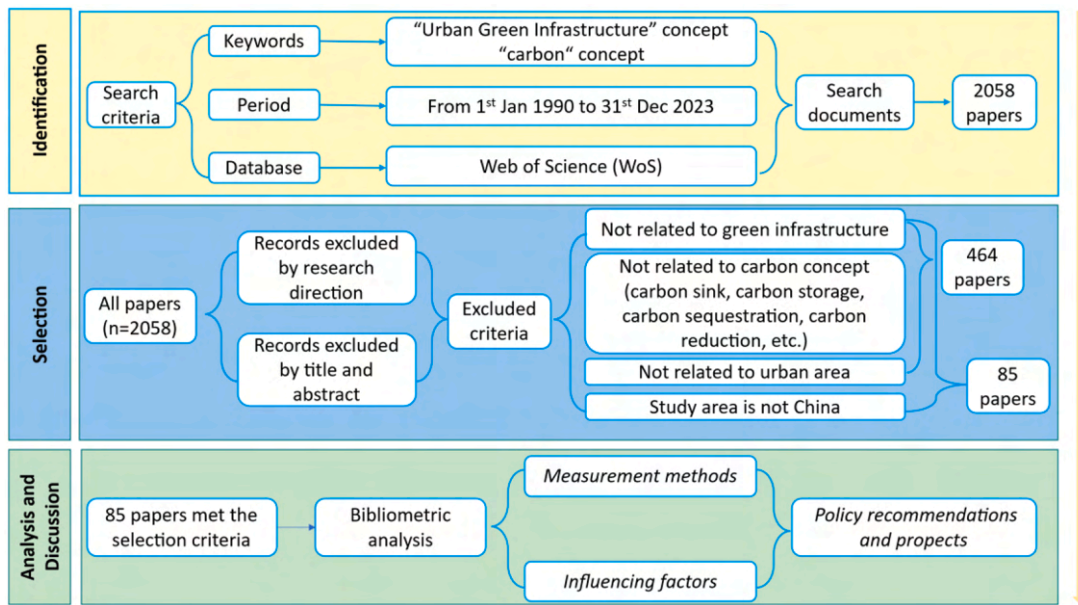 Identification
Search
criteria
Keywords
Period
Database
“Urban Green Infrastructure” concept
“carbon“ concept
From 1st Jan 1990 to 31st Dec 2023
Web of Science (WoS)
Search
documents
2058
papers
Selection
All papers
(n=2058)
Records excluded
by research
direction
Records excluded
by title and
abstract
Excluded
criteria
Not related to green infrastructure
Not related to carbon concept
(carbon sink, carbon storage,
carbon sequestration, carbon
reduction, etc.)
Not related to urban area
Study area is not China
464
papers
85
papers
Analysis and
Discussion
85 papers met the
selection criteria
Bibliometric
analysis
Measurement methods
Influencing factors
Policy recommendations
and propects